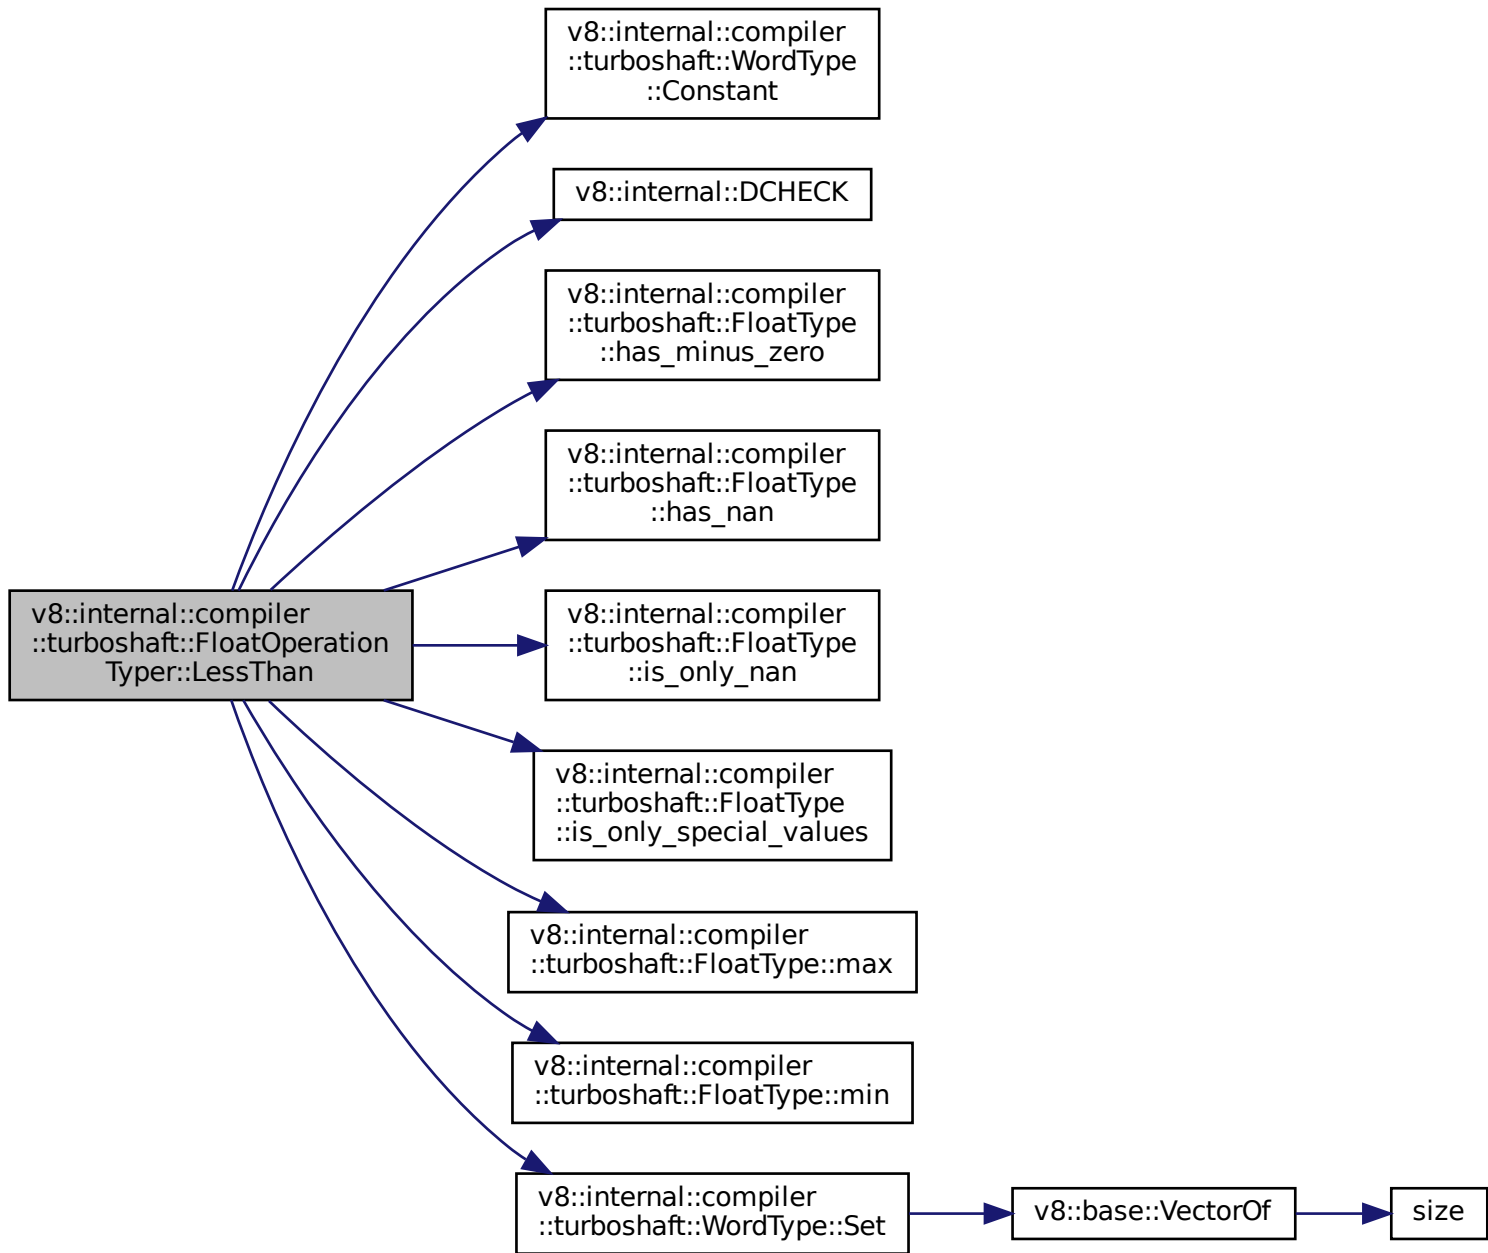 v8::internal::compiler
::turboshaft::WordType
::Constant
v8::internal::DCHECK
v8::internal::compiler
::turboshaft::FloatType
::has_minus_zero
v8::internal::compiler
::turboshaft::FloatType
::has_nan
v8::internal::compiler
::turboshaft::FloatOperation
Typer::LessThan
v8::internal::compiler
::turboshaft::FloatType
::is_only_nan
v8::internal::compiler
::turboshaft::FloatType
::is_only_special_values
v8::internal::compiler
::turboshaft::FloatType::max
v8::internal::compiler
::turboshaft::FloatType::min
v8::internal::compiler
::turboshaft::WordType::Set
v8::base::VectorOf
size